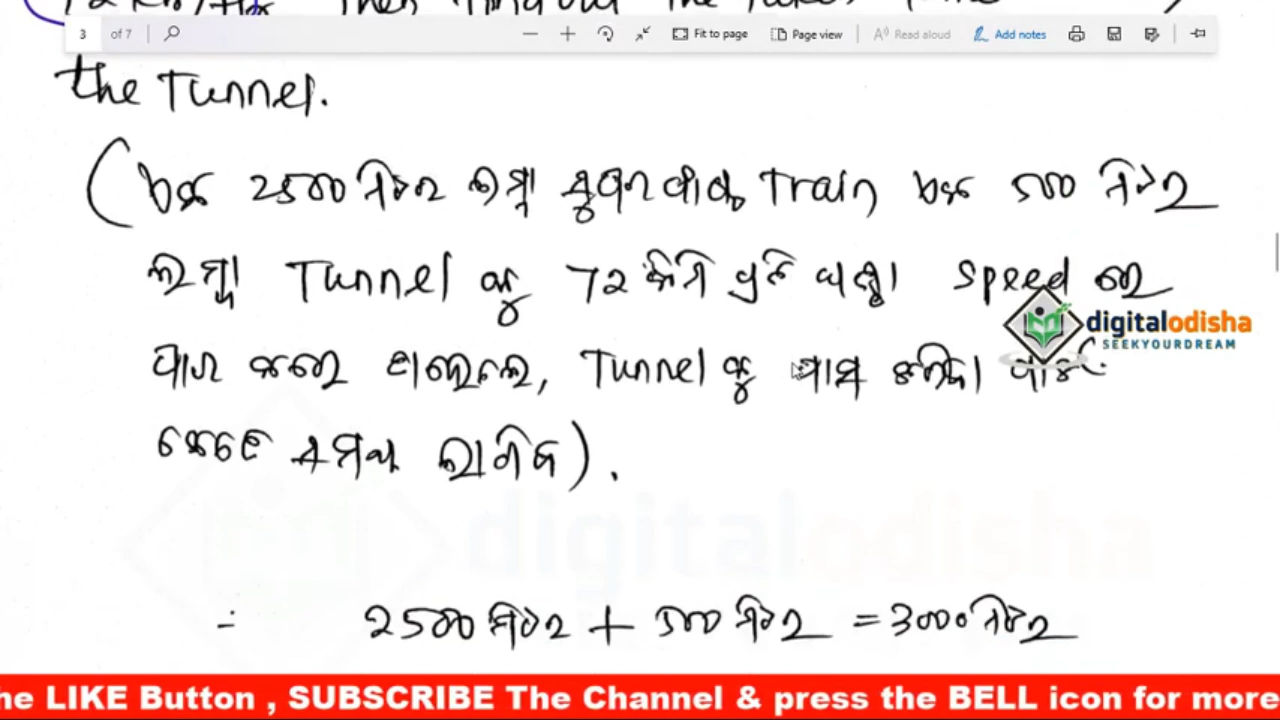 3 of 7 Fit to page Page view Read aloud Add notes
the Tunnel.
(ଏକ 2500 ମିଟର ଲମ୍ବା Train ଏକ 500 ମିଟର
ଲମ୍ବା Tunnel କୁ 72 କିମି ପ୍ରତି ଘଣ୍ଟା Speed ରେ
ପାର କରେ, Tunnel କୁ ପାସ୍ କରିବା ପାଇଁ
କେତେ ସମୟ ଲାଗିବ).
digitalodisha
SEEKYOURDREAM
= 2500 ମିଟର + 500 ମିଟର = 3000 ମିଟର
he LIKE Button , SUBSCRIBE The Channel & press the BELL icon for more